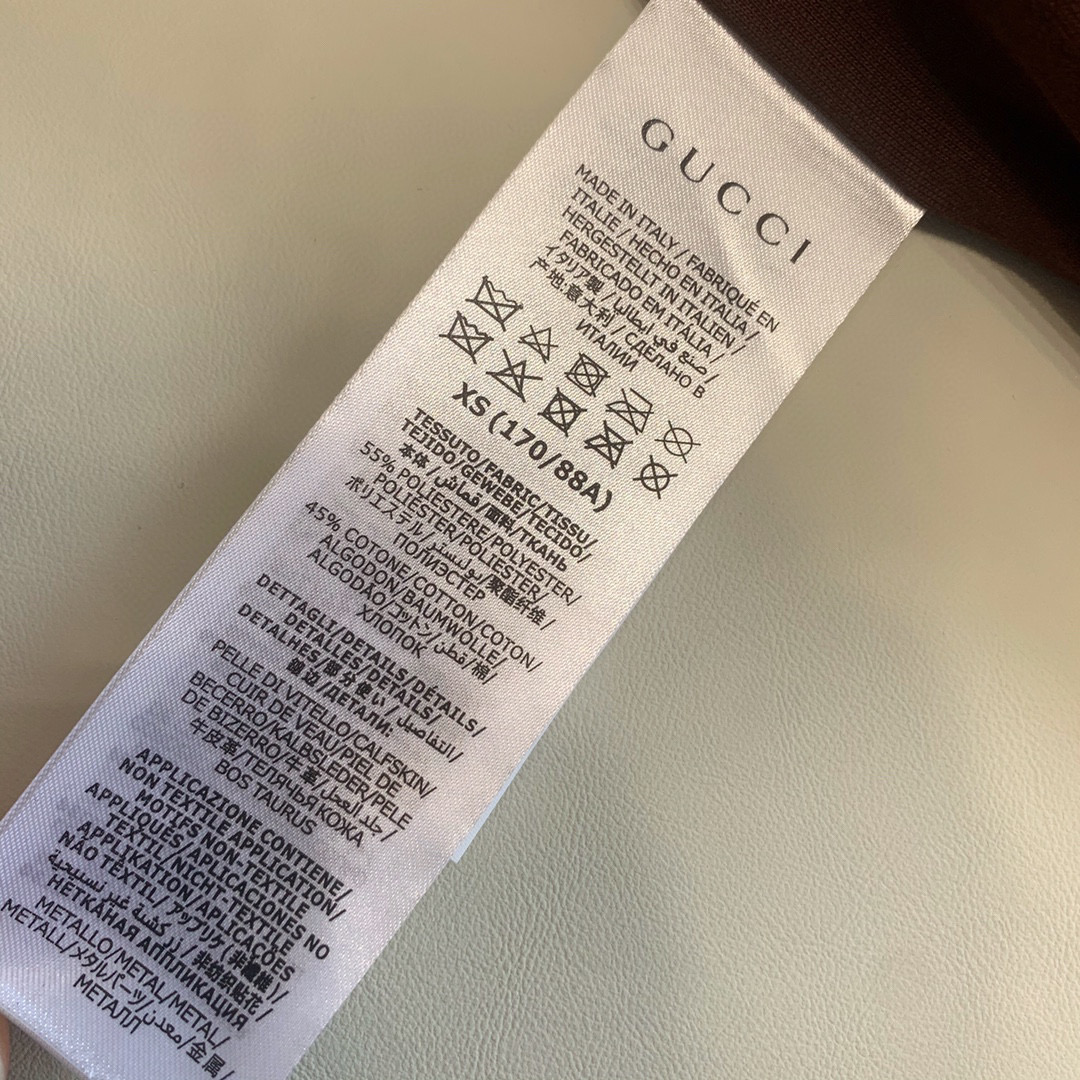 GUCCI
MADE IN ITALY / FABRIQUÉ EN
ITALIE / HECHO EN ITALIA /
HERGESTELLT IN ITALIEN /
FABRICADO EM ITÁLIA /
イタリア製 / صنع في ايطاليا /
产地:意大利 / СДЕЛАНО В
ИТАЛИИ
XS (170/88A)
TESSUTO/FABRIC/TISSU/
TEJIDO/GEWEBE/TECIDO/
本体/قماش/面料/ТКАНЬ
55% POLIESTERE/POLYESTER/
POLIÉSTER/POLIESTER/
ポリエステル/بوليستر/聚酯纤维/
ПОЛИЭСТЕР
45% COTONE/COTTON/COTON/
ALGODON/BAUMWOLLE/
ALGODÃO/コットン/قطن/棉/
ХЛОПОК
DETTAGLI/DETAILS/DÉTAILS/
DETALLES/DETAILS/
DETALHES/部分使い/التفاصيل/
镶边/ДЕТАЛИ:
PELLE DI VITELLO/CALFSKIN/
CUIR DE VEAU/PIEL DE
BECERRO/KALBSLEDER/PELE
DE BIZERRO/牛革/جلد العجل/
牛皮革/ТЕЛЯЧЬЯ КОЖА
BOS TAURUS
APPLICAZIONE CONTIENE/
NON TEXTILE APPLICATION/
MOTIFS NON TEXTILE
APPLIQUÉS/APLICACIONES NO
TEXTIL/NICHT TEXTILE
APPLIKATION/APLICAÇÕES
NÃO TÊXTIL/アップリケ(非繊維)/
زركشة غير نسيجية/非纺织贴花/
НЕТКАНАЯ АППЛИКАЦИЯ
METALLO/METAL/METAL/
METALL/メタルパーツ/معدن/金属/
МЕТАЛЛ